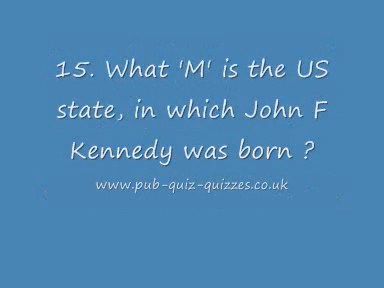 15. What 'M' is the US
state, in which John F
Kennedy was born ?
www.pub-quiz-quizzes.co.uk